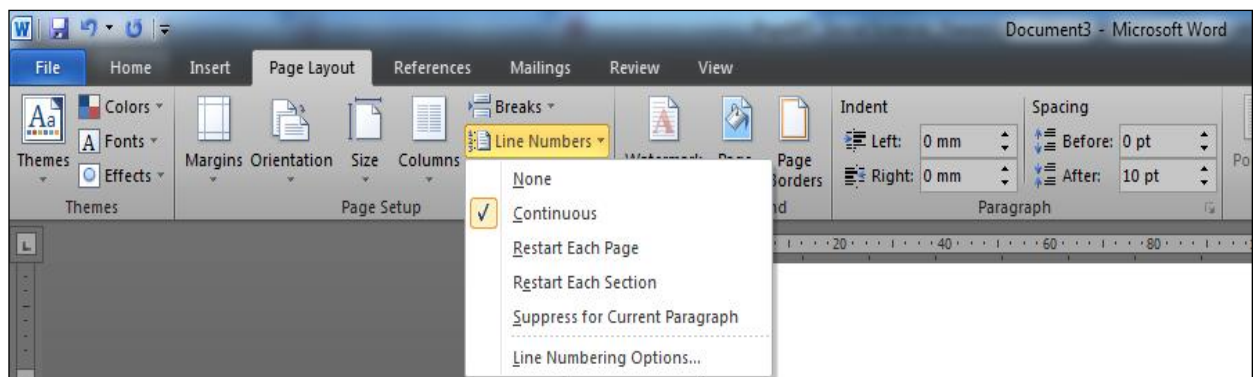 Document3 - Microsoft Word
File Home Insert Page Layout References Mailings Review View
Aa Colors Breaks Indent Spacing
A Fonts Line Numbers A Left: 0 mm Before: 0 pt
Themes Margins Orientation Size Columns Page
Effects Right: 0 mm After: 10 pt
Borders
Themes Page Setup Paragraph
None
Continuous
Restart Each Page
Restart Each Section
Suppress for Current Paragraph
Line Numbering Options...
L 20 40 60 80